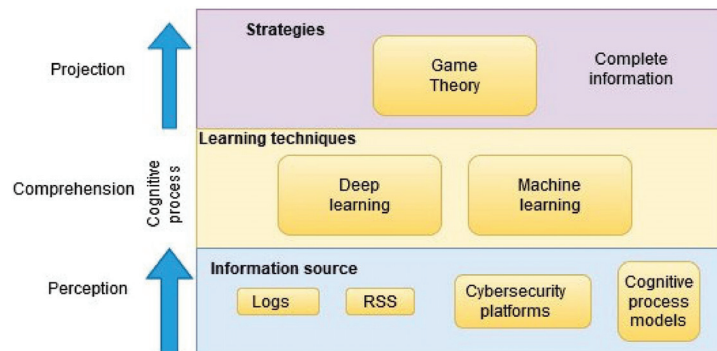 Strategies
Projection
Game
Theory
Complete
information
Learning techniques
Comprehension
Cognitive
process
Deep
learning
Machine
learning
Perception
Information source
Logs
RSS
Cybersecurity
platforms
Cognitive
process
models